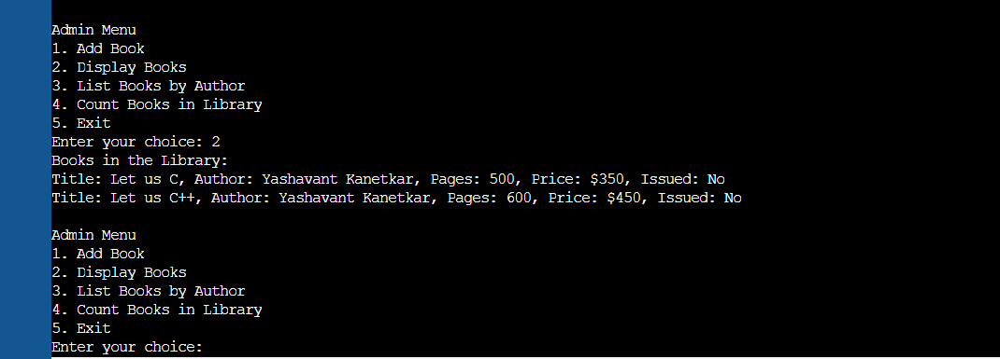 Admin Menu
1. Add Book
2. Display Books
3. List Books by Author
4. Count Books in Library
5. Exit
Enter your choice: 2
Books in the Library:
Title: Let us C, Author: Yashavant Kanetkar, Pages: 500, Price: $350, Issued: No
Title: Let us C++, Author: Yashavant Kanetkar, Pages: 600, Price: $450, Issued: No
Admin Menu
1. Add Book
2. Display Books
3. List Books by Author
4. Count Books in Library
5. Exit
Enter your choice: